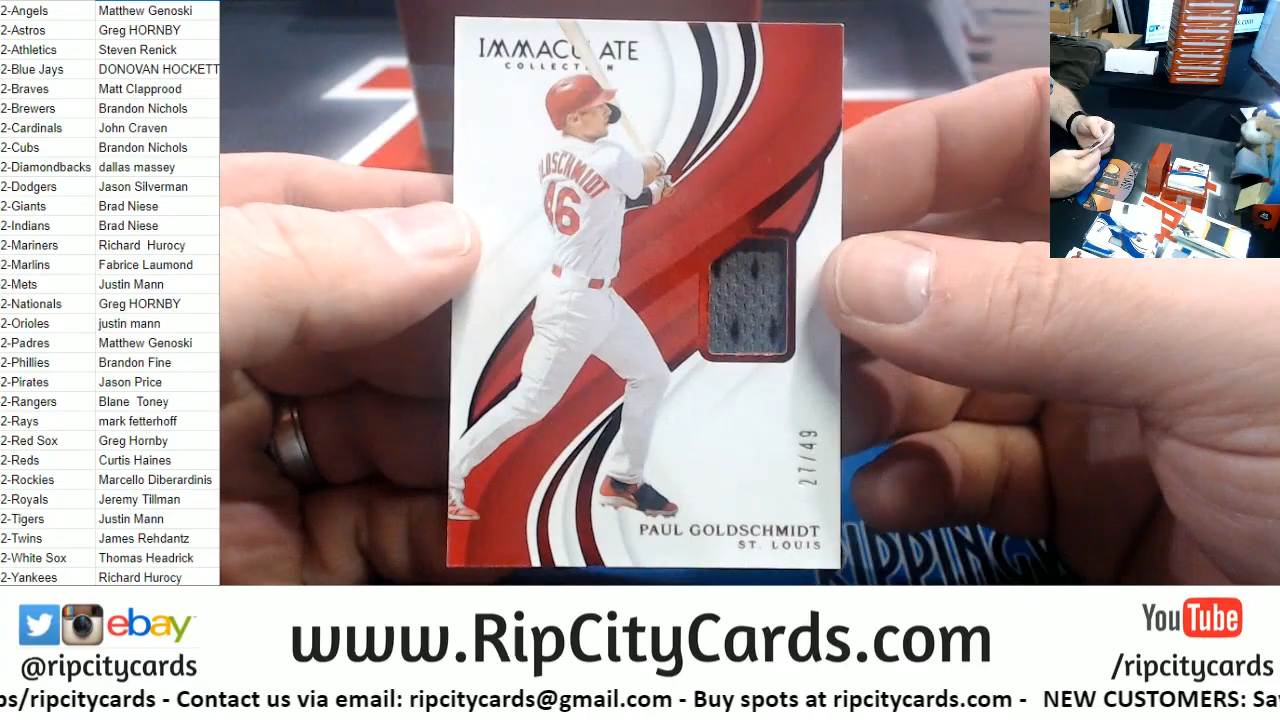 2-Angels Matthew Genoski
2-Astros Greg HORNBY
2-Athletics Steven Renick
2-Blue Jays DONOVAN HOCKETT
2-Braves Matt Clapprood
2-Brewers Brandon Nichols
2-Cardinals John Craven
2-Cubs Brandon Nichols
2-Diamondbacks dallas massey
2-Dodgers Jason Silverman
2-Giants Brad Niese
2-Indians Brad Niese
2-Mariners Richard Hurocy
2-Marlins Fabrice Laumond
2-Mets Justin Mann
2-Nationals Greg HORNBY
2-Orioles justin mann
2-Padres Matthew Genoski
2-Phillies Brandon Fine
2-Pirates Jason Price
2-Rangers Blane Toney
2-Rays mark fetterhoff
2-Red Sox Greg Hornby
2-Reds Curtis Haines
2-Rockies Marcello Diberardinis
2-Royals Jeremy Tillman
2-Tigers Justin Mann
2-Twins James Rehdantz
2-White Sox Thomas Headrick
2-Yankees Richard Hurocy
COLLECTION
46
27/49
PAUL GOLDSCHMIDT
ST. LOUIS
RIPPING
ebay
@ripcitycards
www.RipCityCards.com
YouTube
/ripcitycards
ps/ripcitycards - Contact us via email: ripcitycards@gmail.com - Buy spots at ripcitycards.com - NEW CUSTOMERS: Sa